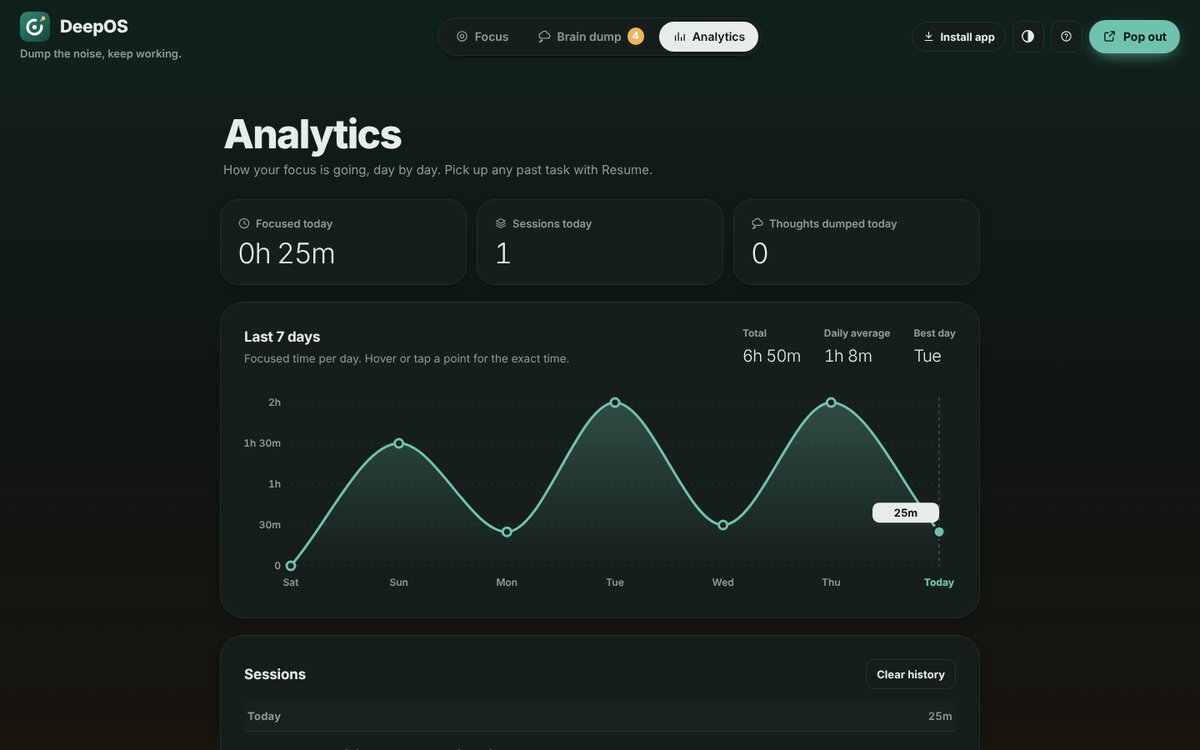 DeepOS
Dump the noise, keep working.
Focus
Brain dump 4
Analytics
Install app
Pop out
Analytics
How your focus is going, day by day. Pick up any past task with Resume.
Focused today
0h 25m
Sessions today
1
Thoughts dumped today
0
Last 7 days
Focused time per day. Hover or tap a point for the exact time.
Total
6h 50m
Daily average
1h 8m
Best day
Tue
2h
1h 30m
1h
30m
0
25m
Sat Sun Mon Tue Wed Thu Today
Sessions
Clear history
Today 25m